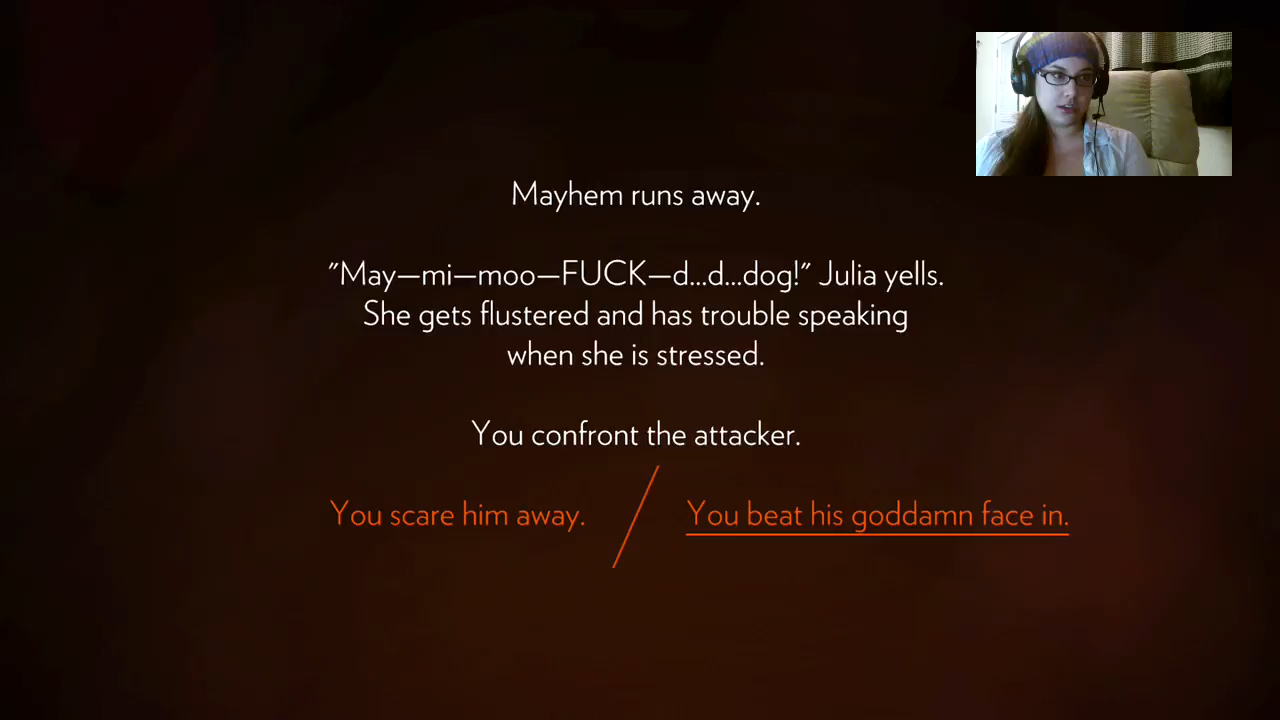 Mayhem runs away.
"May—mi—moo—FUCK—d...d...dog!" Julia yells.
She gets flustered and has trouble speaking
when she is stressed.
You confront the attacker.
You scare him away. / You beat his goddamn face in.